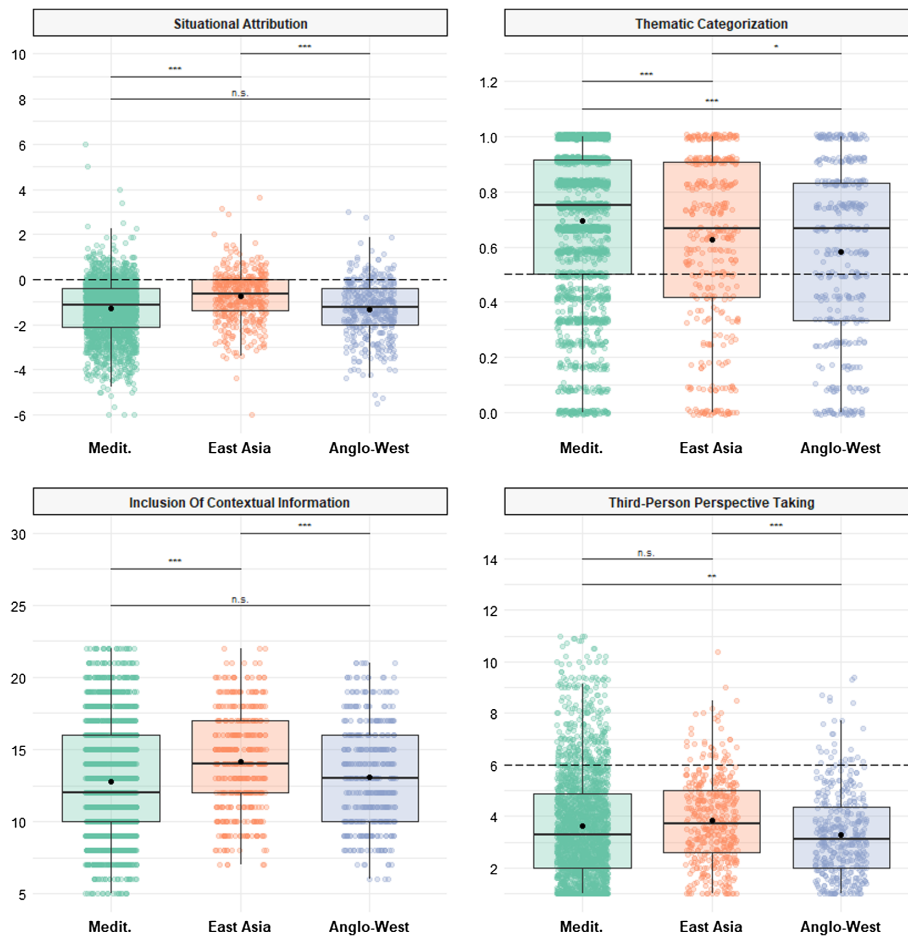 Situational Attribution
10
8
6
4
2
0
-2
-4
-6
***
***
n.s.
Medit.
East Asia
Anglo-West
Thematic Categorization
1.2
1.0
0.8
0.6
0.4
0.2
0.0
*
***
***
Medit.
East Asia
Anglo-West
Inclusion Of Contextual Information
30
25
20
15
10
5
***
***
n.s.
Medit.
East Asia
Anglo-West
Third-Person Perspective Taking
14
12
10
8
6
4
2
***
n.s.
**
Medit.
East Asia
Anglo-West